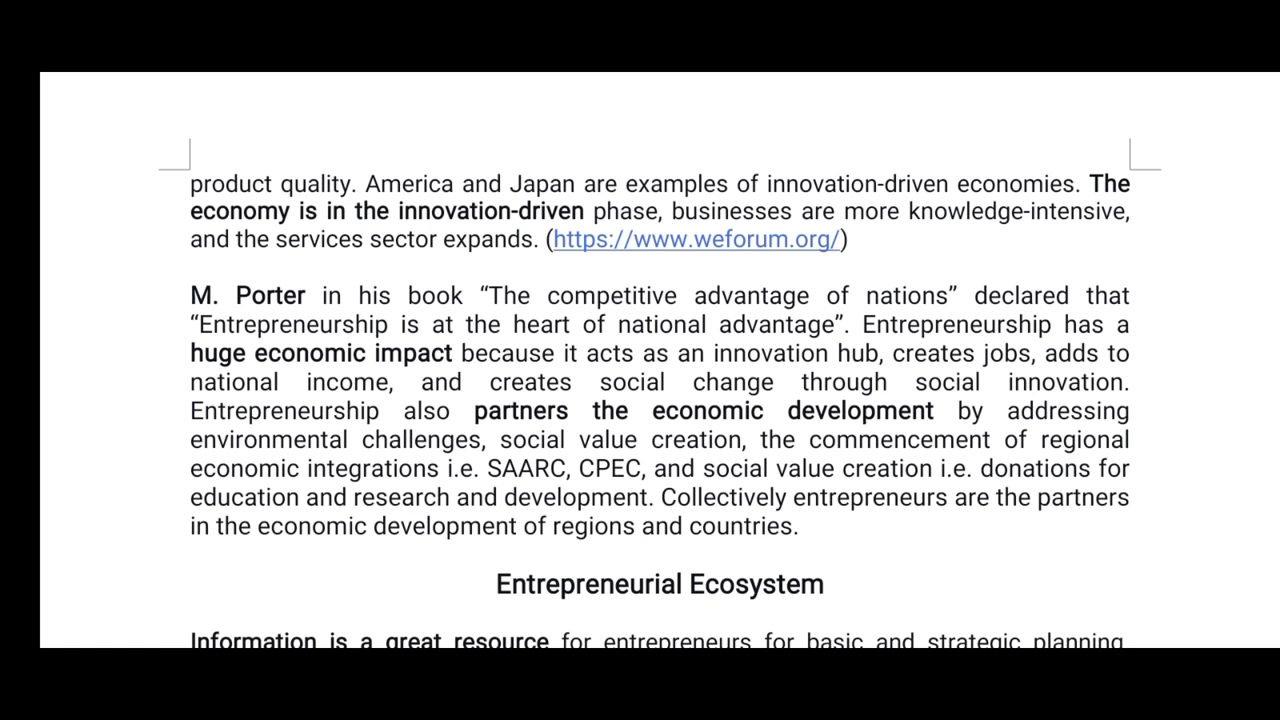 product quality. America and Japan are examples of innovation-driven economies. The
economy is in the innovation-driven phase, businesses are more knowledge-intensive,
and the services sector expands. (https://www.weforum.org/)
M. Porter in his book “The competitive advantage of nations” declared that
“Entrepreneurship is at the heart of national advantage”. Entrepreneurship has a
huge economic impact because it acts as an innovation hub, creates jobs, adds to
national income, and creates social change through social innovation.
Entrepreneurship also partners the economic development by addressing
environmental challenges, social value creation, the commencement of regional
economic integrations i.e. SAARC, CPEC, and social value creation i.e. donations for
education and research and development. Collectively entrepreneurs are the partners
in the economic development of regions and countries.
Entrepreneurial Ecosystem
Information is a great resource for entrepreneurs for basic and strategic planning